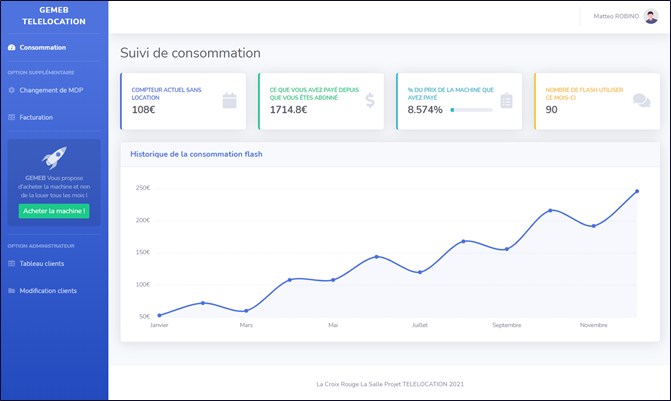 GEMEB
TELELOCATION
Matteo ROBINO
Consommation
OPTION SUPPLÉMENTAIRE
Changement de MDP
Facturation
GEMEB Vous propose
d'acheter la machine et non
de la louer tous les mois !
Acheter la machine !
OPTION ADMINISTRATEUR
Tableau clients
Modification clients
Suivi de consommation
COMPTEUR ACTUEL SANS
LOCATION
108€
CE QUE VOUS AVEZ PAYÉ DEPUIS
QUE VOUS ÊTES ABONNÉ
1714.8€
% DU PRIX DE LA MACHINE QUE
AVEZ PAYÉ
8.574%
NOMBRE DE FLASH UTILISER
CE MOIS-CI
90
Historique de la consommation flash
250€
200€
150€
100€
50€
Janvier Mars Mai Juillet Septembre Novembre
La Croix Rouge La Salle Projet TELELOCATION 2021